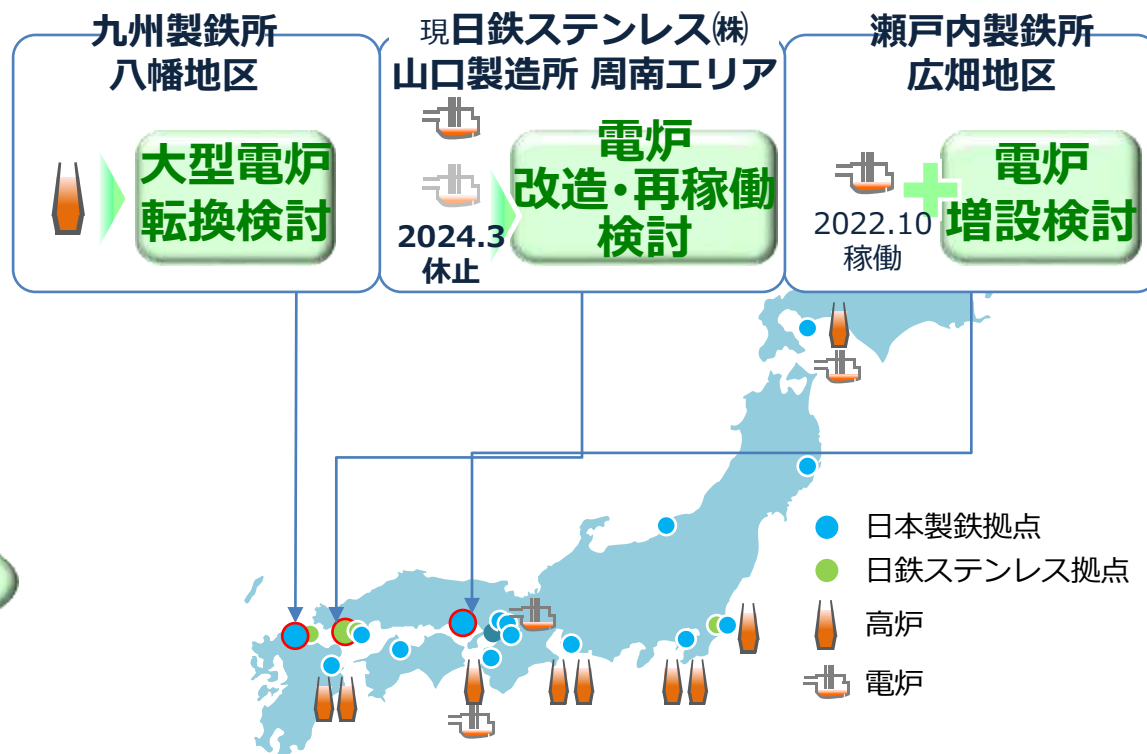 九州製鉄所
八幡地区
大型電炉
転換検討
現日鉄ステンレス㈱
山口製造所 周南エリア
2024.3
休止
電炉
改造・再稼働
検討
瀬戸内製鉄所
広畑地区
2022.10
稼働
電炉
増設検討
日本製鉄拠点
日鉄ステンレス拠点
高炉
電炉